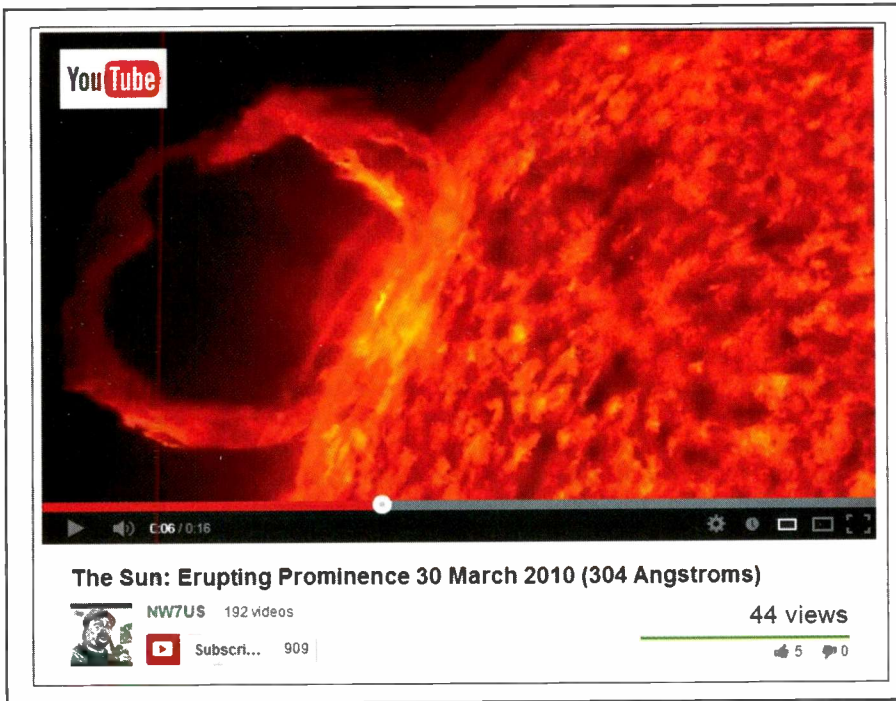 YouTube
0:06 / 0:16
The Sun: Erupting Prominence 30 March 2010 (304 Angstroms)
NW7US 192 videos
44 views
Subscri... 909
5 0